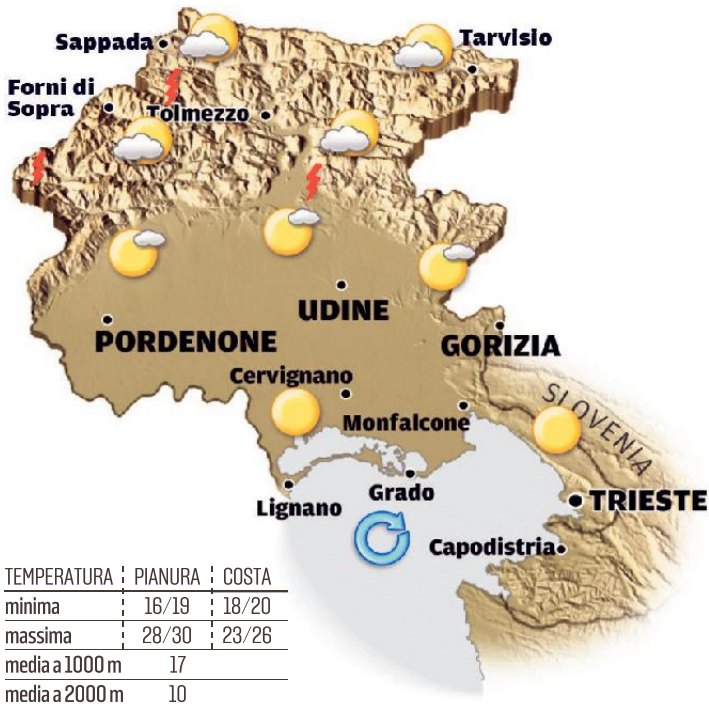 Sappada
Tarvisio
Forni di
Sopra
Tolmezzo
UDINE
PORDENONE
GORIZIA
Cervignano
SLOVENIA
Monfalcone
Lignano
Grado
TRIESTE
Capodistria
TEMPERATURA PIANURA COSTA
minima 16/19 18/20
massima 28/30 23/26
media a 1000 m 17
media a 2000 m 10